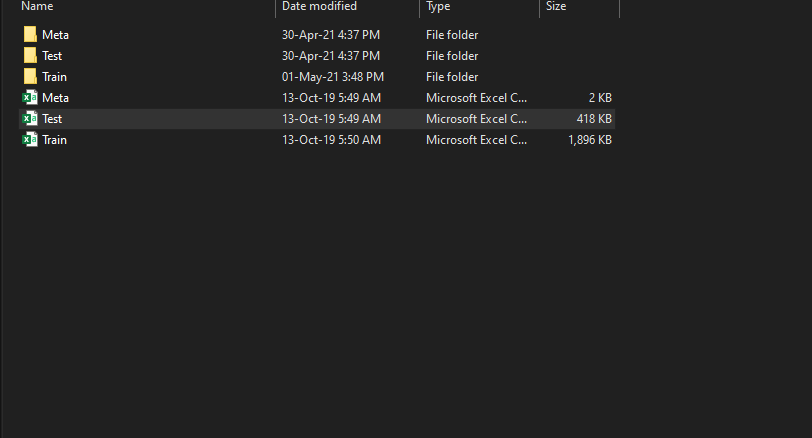 Name Date modified Type Size
Meta 30-Apr-21 4:37 PM File folder
Test 30-Apr-21 4:37 PM File folder
Train 01-May-21 3:48 PM File folder
Meta 13-Oct-19 5:49 AM Microsoft Excel C... 2 KB
Test 13-Oct-19 5:49 AM Microsoft Excel C... 418 KB
Train 13-Oct-19 5:50 AM Microsoft Excel C... 1,896 KB